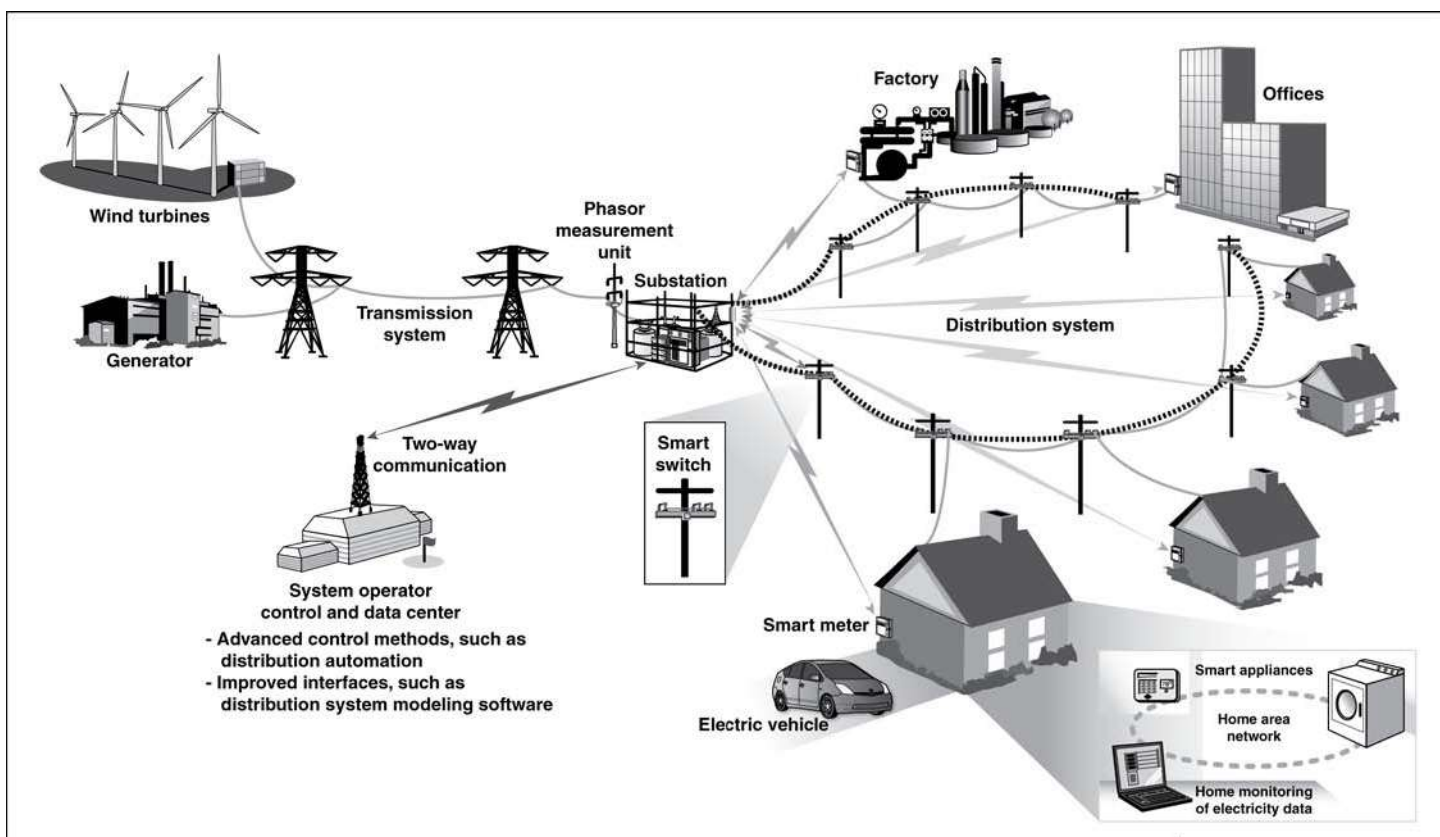 Factory
Offices
Wind turbines
Phasor
measurement
unit
Substation
Transmission
system
Generator
Distribution system
Two-way
communication
Smart
switch
System operator
control and data center
- Advanced control methods, such as
distribution automation
- Improved interfaces, such as
distribution system modeling software
Smart meter
Electric vehicle
Smart appliances
Home area
network
Home monitoring
of electricity data